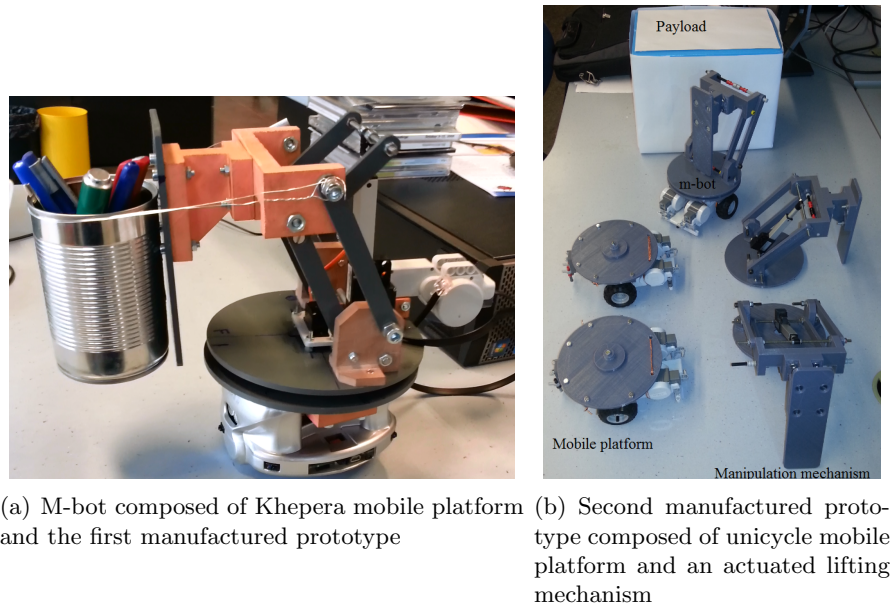 Payload
m-bot
Mobile platform
Manipulation mechanism
(a) M-bot composed of Khepera mobile platform
and the first manufactured prototype
(b) Second manufactured proto-
type composed of unicycle mobile
platform and an actuated lifting
mechanism